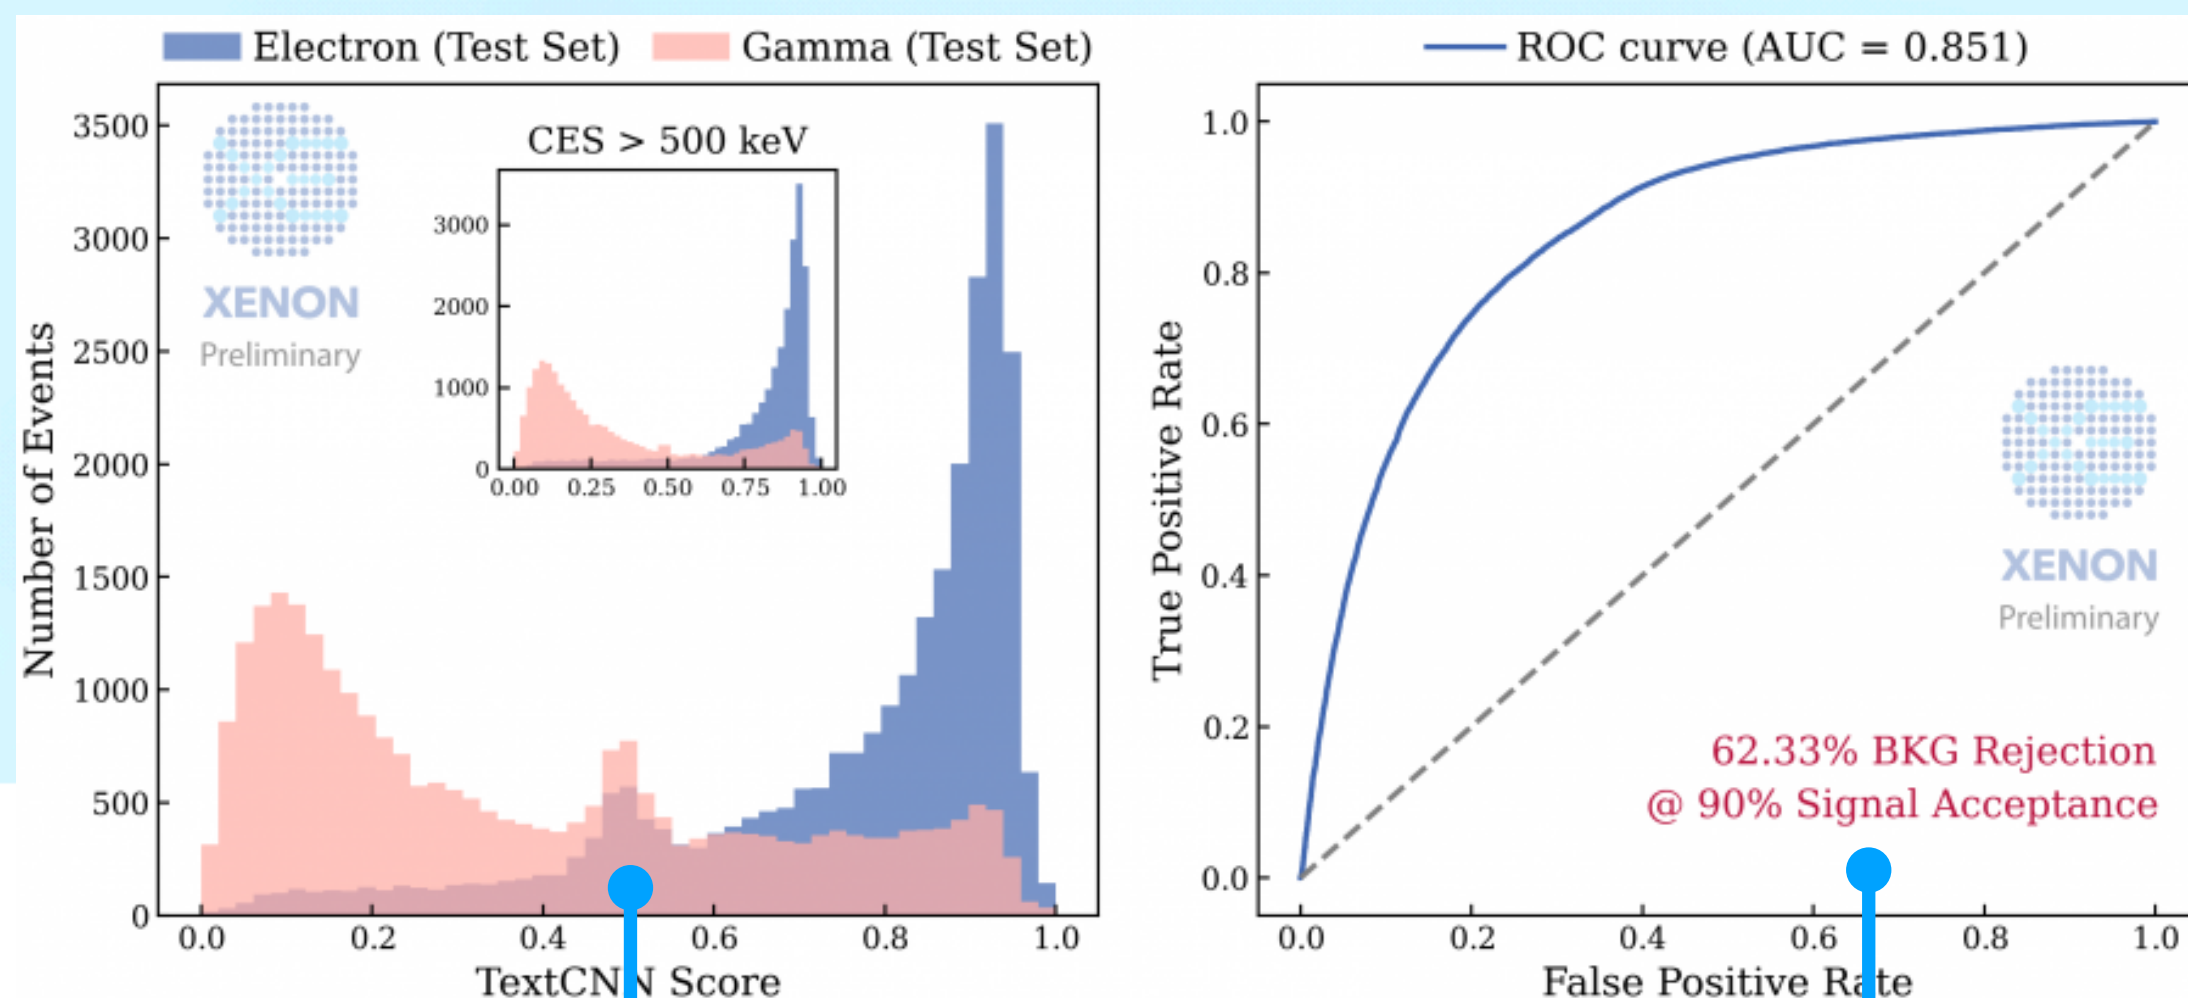 Electron (Test Set) Gamma (Test Set)
CES > 500 keV
XENON
Preliminary
Number of Events
3500
3000
2500
2000
1500
1000
500
0
3000
2000
1000
0
0.00 0.25 0.50 0.75 1.00
0.0 0.2 0.4 0.6 0.8 1.0
TextCNN Score
ROC curve (AUC = 0.851)
True Positive Rate
1.0
0.8
0.6
0.4
0.2
0.0
XENON
Preliminary
62.33% BKG Rejection
@ 90% Signal Acceptance
0.0 0.2 0.4 0.6 0.8 1.0
False Positive Rate